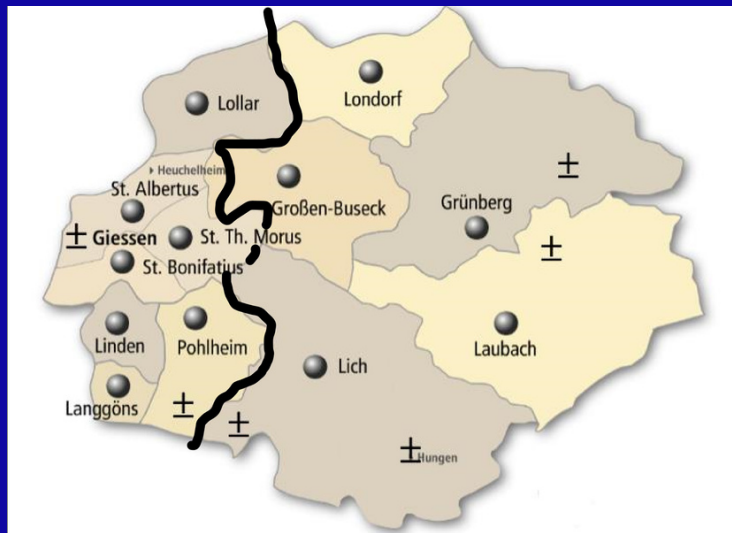 Lollar
Londorf
Heuchelheim
St. Albertus
Großen-Buseck
Grünberg
±
± Giessen
St. Th. Morus
±
St. Bonifatius
Linden
Pohlheim
Laubach
Lich
Langgöns
±
±
± Hungen